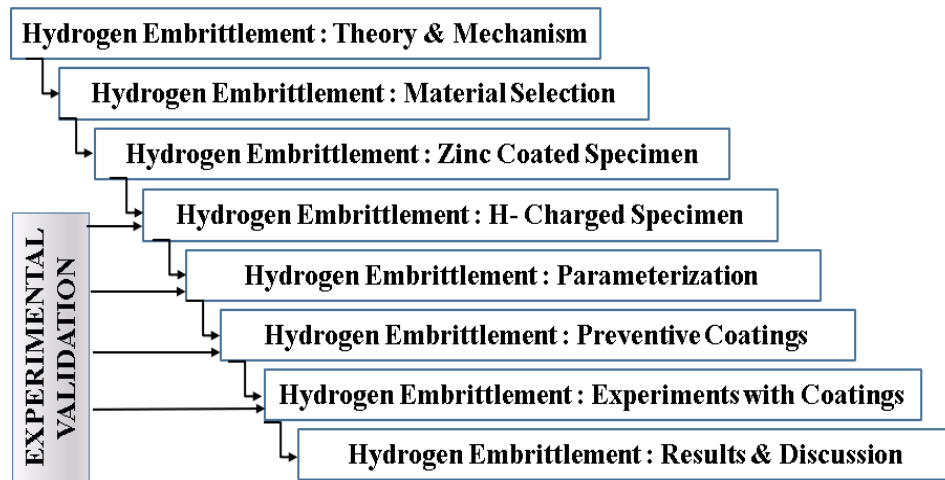 Hydrogen Embrittlement : Theory & Mechanism
Hydrogen Embrittlement : Material Selection
Hydrogen Embrittlement : Zinc Coated Specimen
Hydrogen Embrittlement : H- Charged Specimen
Hydrogen Embrittlement : Parameterization
Hydrogen Embrittlement : Preventive Coatings
Hydrogen Embrittlement : Experiments with Coatings
Hydrogen Embrittlement : Results & Discussion
EXPERIMENTAL
VALIDATION